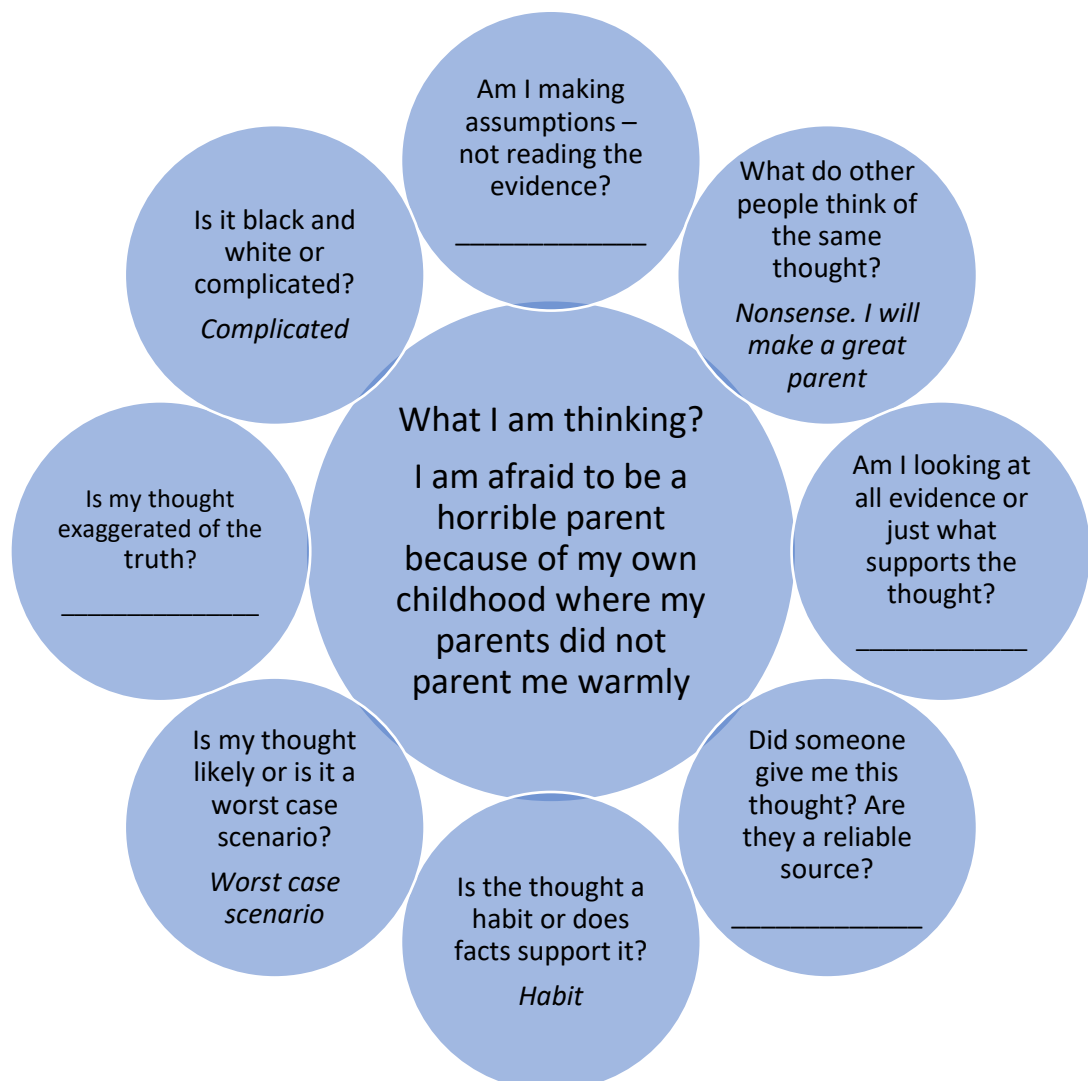 Am I making
assumptions –
not reading the
evidence?
_____________
What do other
people think of
the same
thought?
Nonsense. I will
make a great
parent
Am I looking at
all evidence or
just what
supports the
thought?
_____________
Did someone
give me this
thought? Are
they a reliable
source?
_____________
Is the thought a
habit or does
facts support it?
Habit
Is my thought
likely or is it a
worst case
scenario?
Worst case
scenario
Is my thought
exaggerated of the
truth?
_______________
Is it black and
white or
complicated?
Complicated
What I am thinking?
I am afraid to be a
horrible parent
because of my own
childhood where my
parents did not
parent me warmly